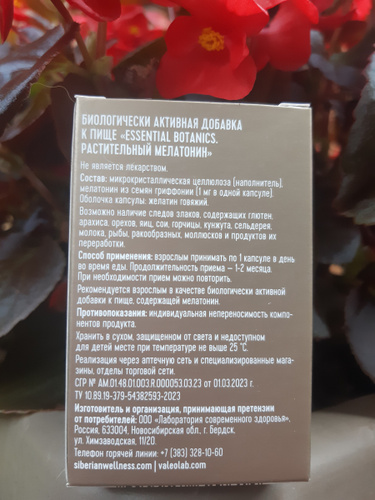 БИОЛОГИЧЕСКИ АКТИВНАЯ ДОБАВКА
К ПИЩЕ «ESSENTIAL BOTANICS.
РАСТИТЕЛЬНЫЙ МЕЛАТОНИН»
Не является лекарством.
Состав: микрокристаллическая целлюлоза (наполнитель),
мелатонин из семян гриффонии (1 мг в одной капсуле).
Оболочка капсулы: желатин говяжий.
Возможно наличие следов злаков, содержащих глютен,
арахиса, орехов, яиц, сои, горчицы, кунжута, сельдерея,
молока, рыбы, ракообразных, моллюсков и продуктов их
переработки.
Способ применения: взрослым принимать по 1 капсуле в день
во время еды. Продолжительность приема – 1-2 месяца.
При необходимости прием можно повторить.
Рекомендуется взрослым в качестве биологически активной
добавки к пище, содержащей мелатонин.
Противопоказания: индивидуальная непереносимость компо-
нентов продукта.
Хранить в сухом, защищенном от света и недоступном
для детей месте при температуре не выше 25 °C.
Реализация через аптечную сеть и специализированные мага-
зины, отделы торговой сети.
СГР № AM.01.48.01.003.R.000053.03.23 от 01.03.2023 г.
ТУ 10.89.19-379-54382593-2023
Изготовитель и организация, принимающая претензии
от потребителей: ООО «Лаборатория современного здоровья».
Россия, 633004, Новосибирская обл., г. Бердск,
ул. Химзаводская, 11/20.
Телефон горячей линии: +7 (383) 328-10-60
siberianwellness.com | valeolab.com